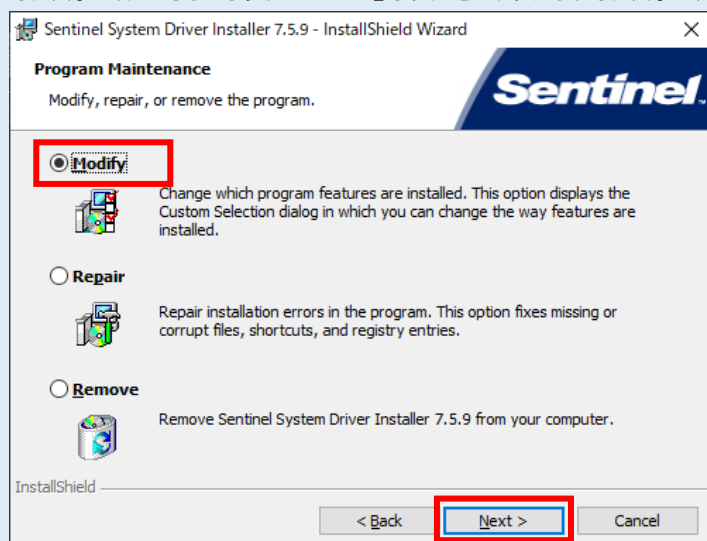 Sentinel System Driver Installer 7.5.9 - InstallShield Wizard
Program Maintenance
Modify, repair, or remove the program.
Sentinel.
Modify
Change which program features are installed. This option displays the
Custom Selection dialog in which you can change the way features are
installed.
Repair
Repair installation errors in the program. This option fixes missing or
corrupt files, shortcuts, and registry entries.
Remove
Remove Sentinel System Driver Installer 7.5.9 from your computer.
InstallShield
< Back
Next >
Cancel